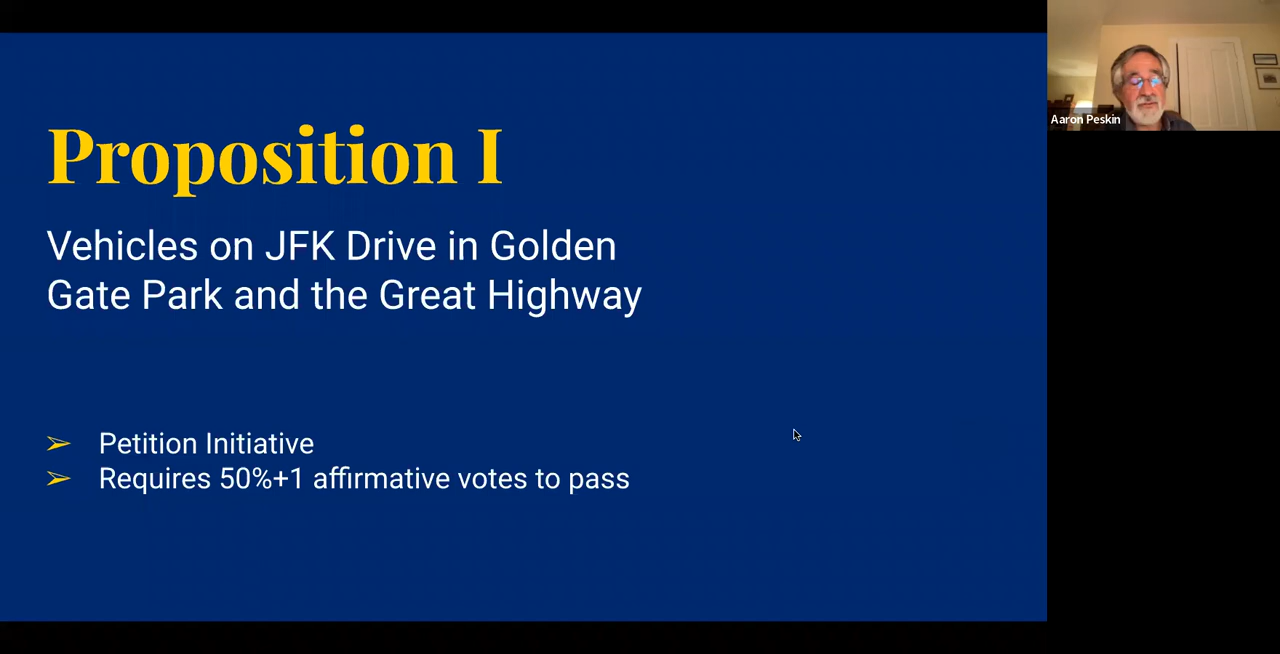 Proposition I
Vehicles on JFK Drive in Golden
Gate Park and the Great Highway
➢ Petition Initiative
➢ Requires 50%+1 affirmative votes to pass
Aaron Peskin